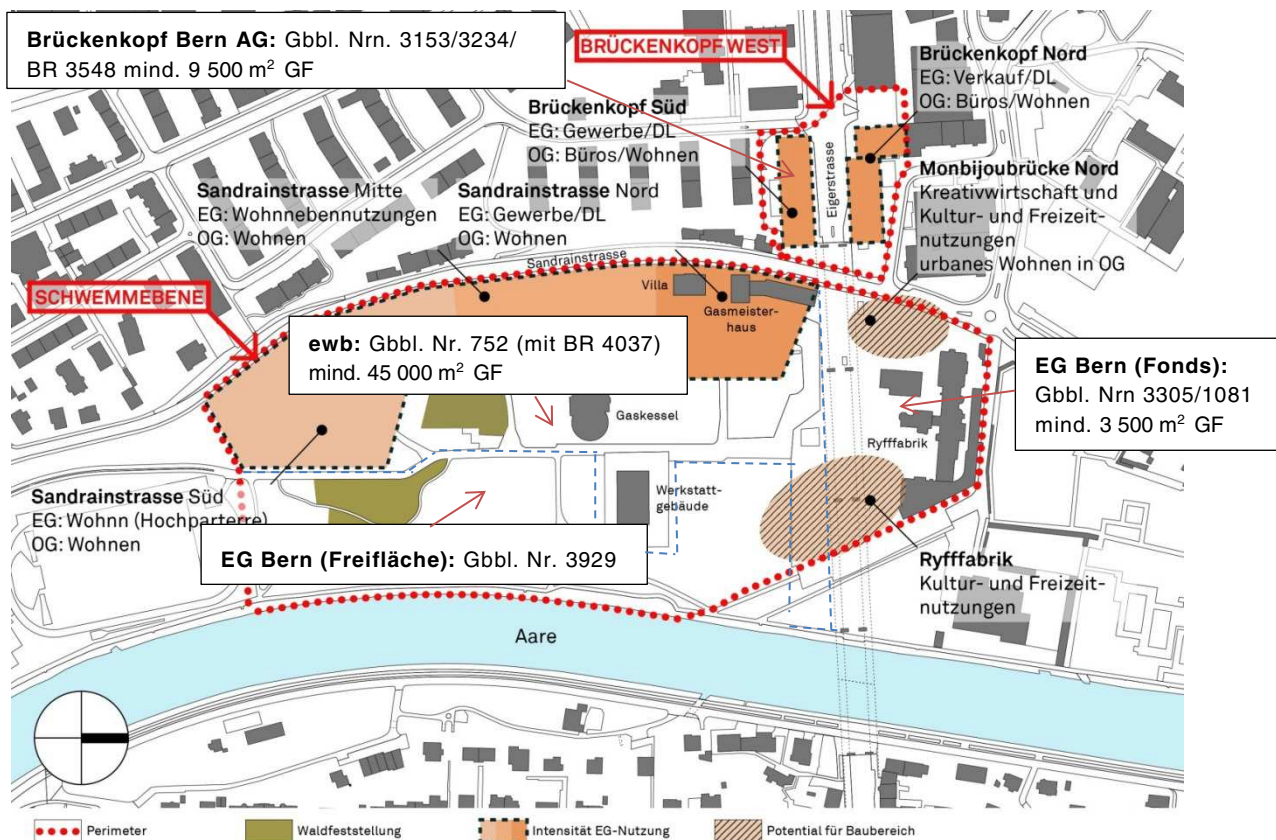 Brückenkopf Bern AG: Gbbl. Nrn. 3153/3234/
BR 3548 mind. 9 500 m² GF
BRÜCKENKOPF WEST
Brückenkopf Nord
EG: Verkauf/DL
OG: Büros/Wohnen
Brückenkopf Süd
EG: Gewerbe/DL
OG: Büros/Wohnen
Eigerstrasse
Monbijoubrücke Nord
Kreativwirtschaft und
Kultur- und Freizeit-
nutzungen
urbanes Wohnen in OG
Sandrainstrasse Mitte
EG: Wohnnebennutzungen
OG: Wohnen
Sandrainstrasse Nord
EG: Gewerbe/DL
OG: Wohnen
Sandrainstrasse
SCHWEMMEBENE
Villa
Gasmeister-
haus
ewb: Gbbl. Nr. 752 (mit BR 4037)
mind. 45 000 m² GF
EG Bern (Fonds):
Gbbl. Nrn 3305/1081
mind. 3 500 m² GF
Gaskessel
Ryfffabrik
Werkstatt-
gebäude
Sandrainstrasse Süd
EG: Wohnn (Hochparterre)
OG: Wohnen
EG Bern (Freifläche): Gbbl. Nr. 3929
Ryfffabrik
Kultur- und Freizeit-
nutzungen
Aare
Perimeter
Waldfeststellung
Intensität EG-Nutzung
Potential für Baubereich